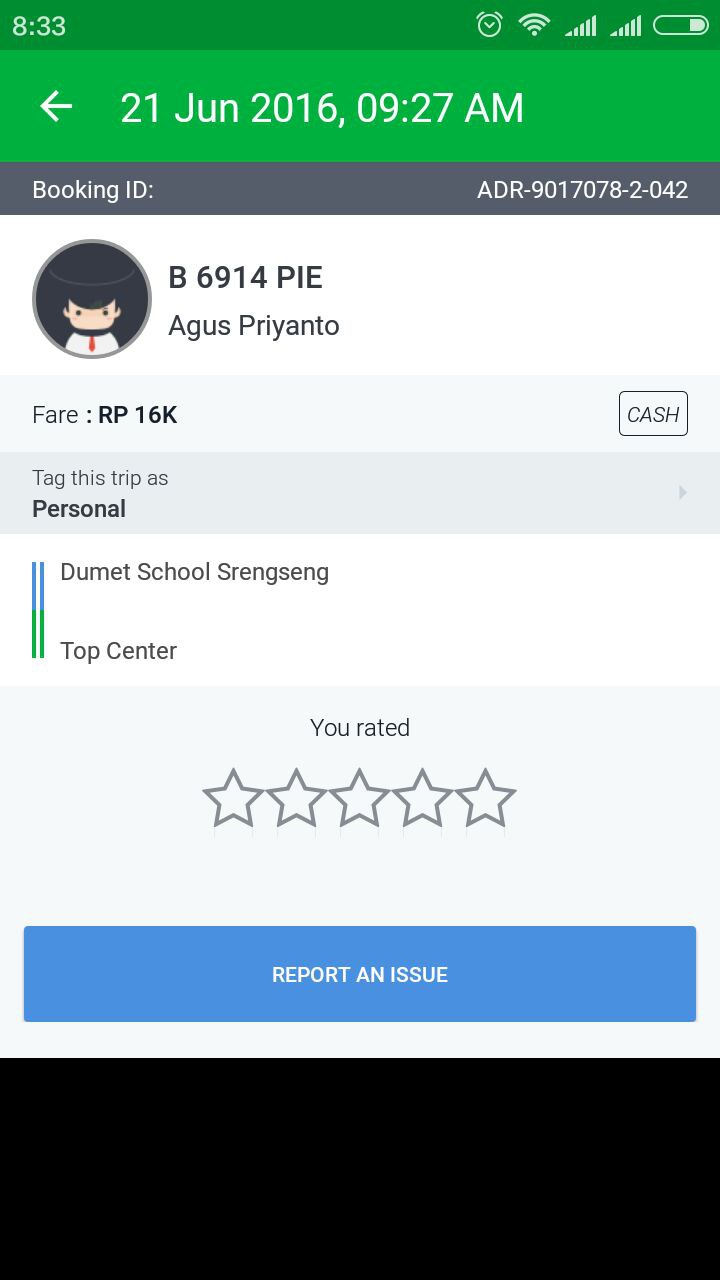 8:33
21 Jun 2016, 09:27 AM
Booking ID: ADR-9017078-2-042
B 6914 PIE
Agus Priyanto
Fare : RP 16K CASH
Tag this trip as
Personal
Dumet School Srengseng
Top Center
You rated
REPORT AN ISSUE